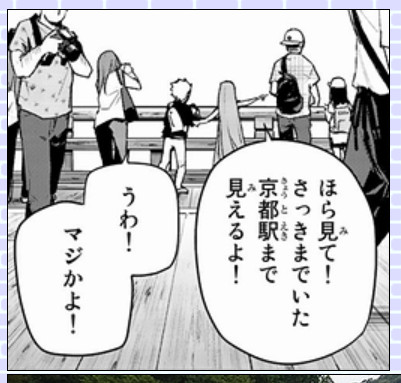 ほら見て！
さっきまでいた
京都駅まで
見えるよ！
うわ！
マジかよ！